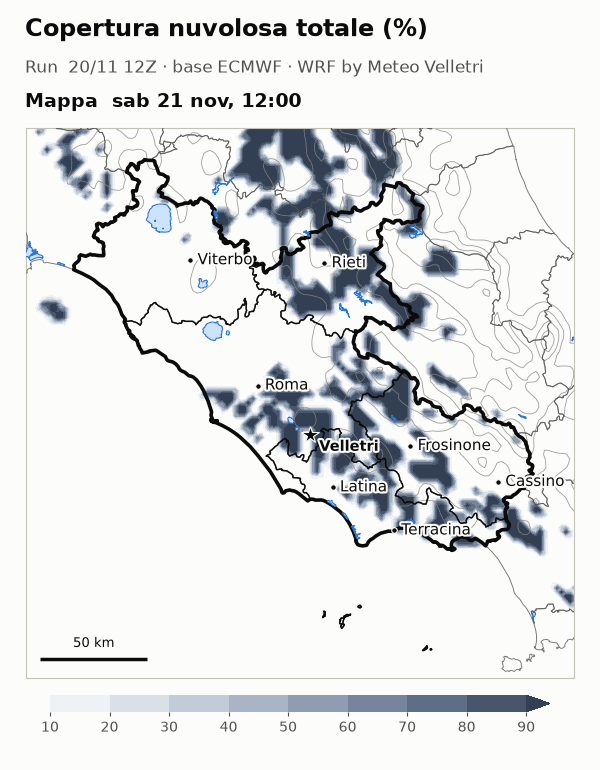 Copertura nuvolosa totale (%)
Run  20/11 12Z · base ECMWF · WRF by Meteo Velletri
Mappa  sab 21 nov, 12:00
Viterbo
Rieti
Roma
Velletri
Frosinone
Latina
Cassino
Terracina
50 km
10 20 30 40 50 60 70 80 90